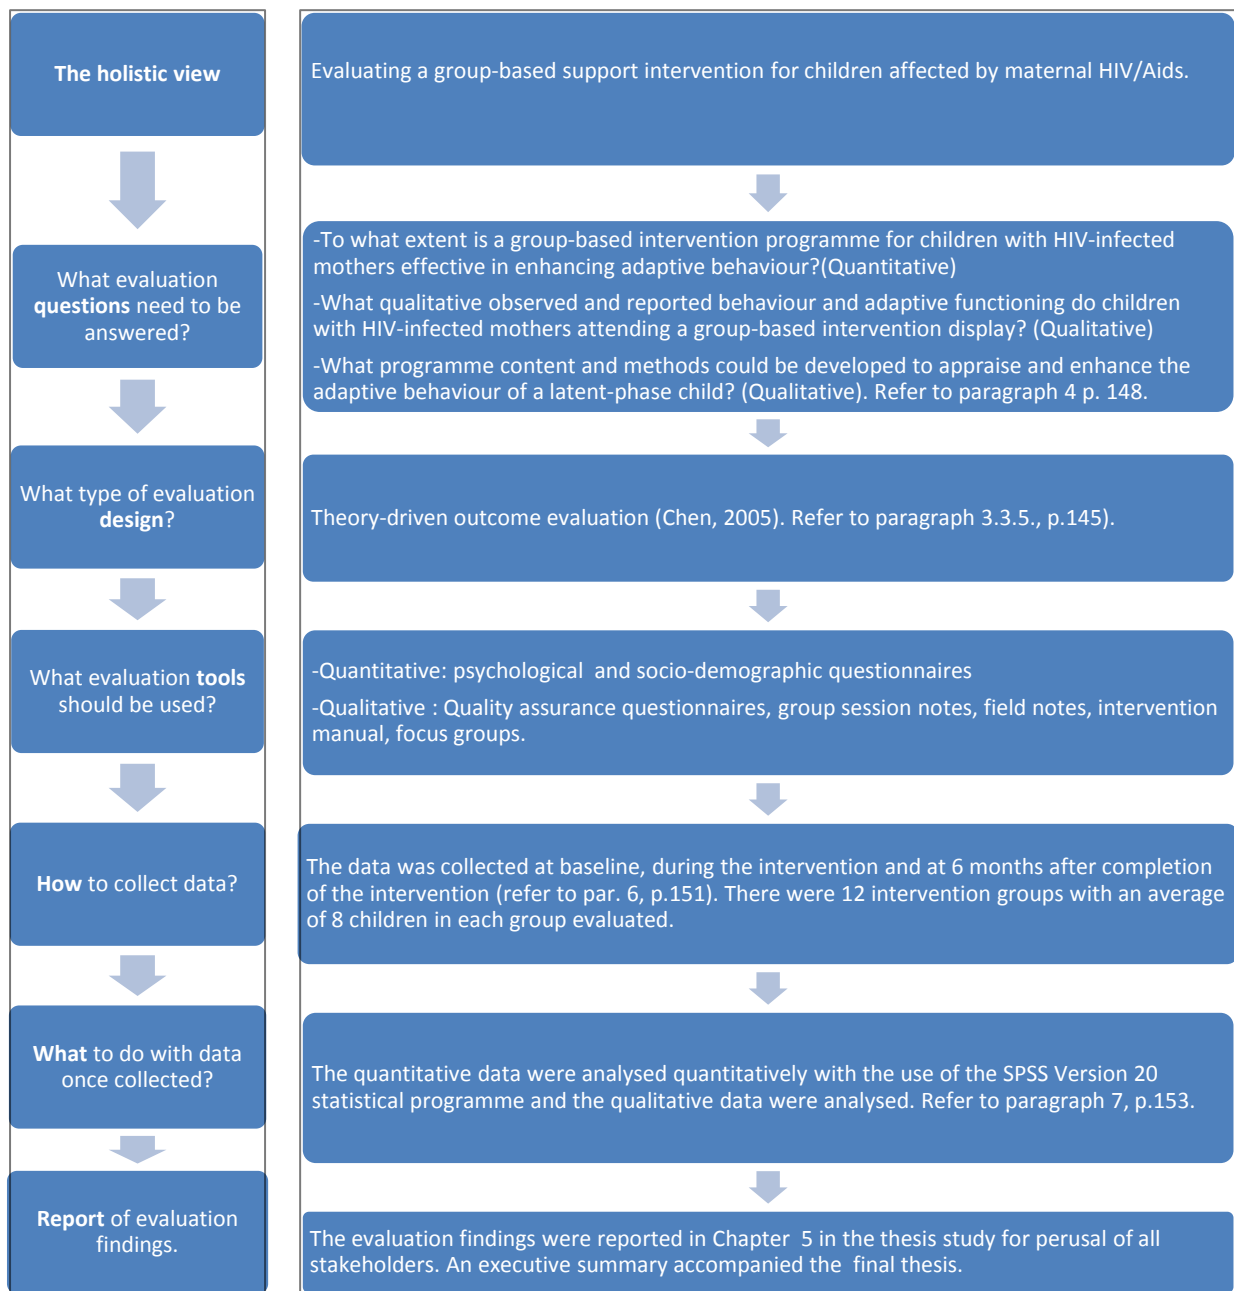 The holistic view
Evaluating a group-based support intervention for children affected by maternal HIV/Aids.
What evaluation
questions need to be
answered?
-To what extent is a group-based intervention programme for children with HIV-infected
mothers effective in enhancing adaptive behaviour?(Quantitative)
-What qualitative observed and reported behaviour and adaptive functioning do children
with HIV-infected mothers attending a group-based intervention display? (Qualitative)
-What programme content and methods could be developed to appraise and enhance the
adaptive behaviour of a latent-phase child? (Qualitative). Refer to paragraph 4 p. 148.
What type of evaluation
design?
Theory-driven outcome evaluation (Chen, 2005). Refer to paragraph 3.3.5., p.145).
What evaluation tools
should be used?
-Quantitative: psychological and socio-demographic questionnaires
-Qualitative : Quality assurance questionnaires, group session notes, field notes, intervention
manual, focus groups.
How to collect data?
The data was collected at baseline, during the intervention and at 6 months after completion
of the intervention (refer to par. 6, p.151). There were 12 intervention groups with an average
of 8 children in each group evaluated.
What to do with data
once collected?
The quantitative data were analysed quantitatively with the use of the SPSS Version 20
statistical programme and the qualitative data were analysed. Refer to paragraph 7, p.153.
Report of evaluation
findings.
The evaluation findings were reported in Chapter 5 in the thesis study for perusal of all
stakeholders. An executive summary accompanied the final thesis.